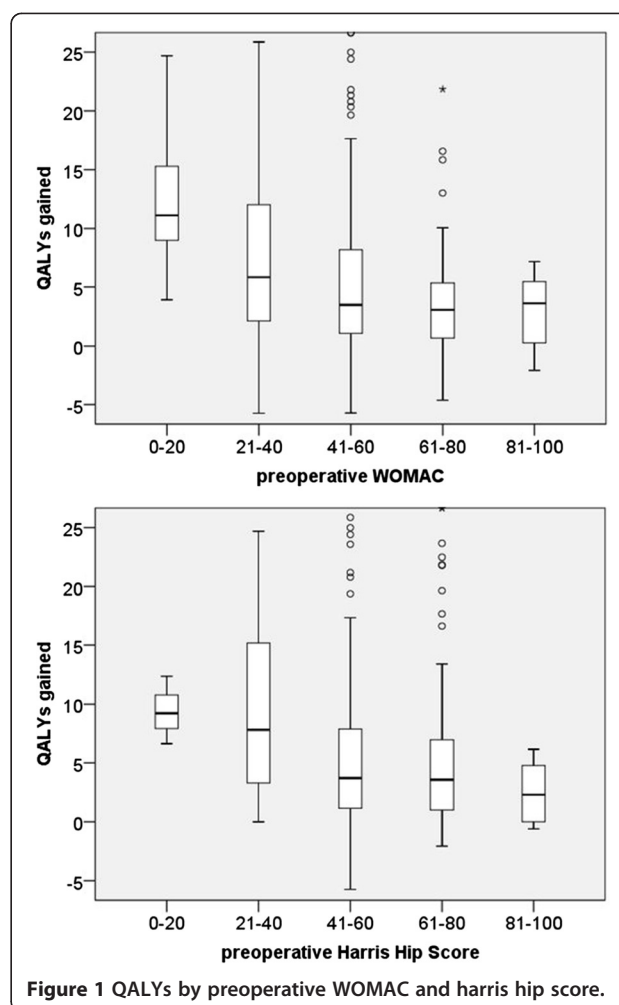 25
20
15
10
5
0
-5
QALYs gained
0-20 21-40 41-60 61-80 81-100
preoperative WOMAC
25
20
15
10
5
0
-5
QALYs gained
0-20 21-40 41-60 61-80 81-100
preoperative Harris Hip Score
Figure 1 QALYs by preoperative WOMAC and harris hip score.